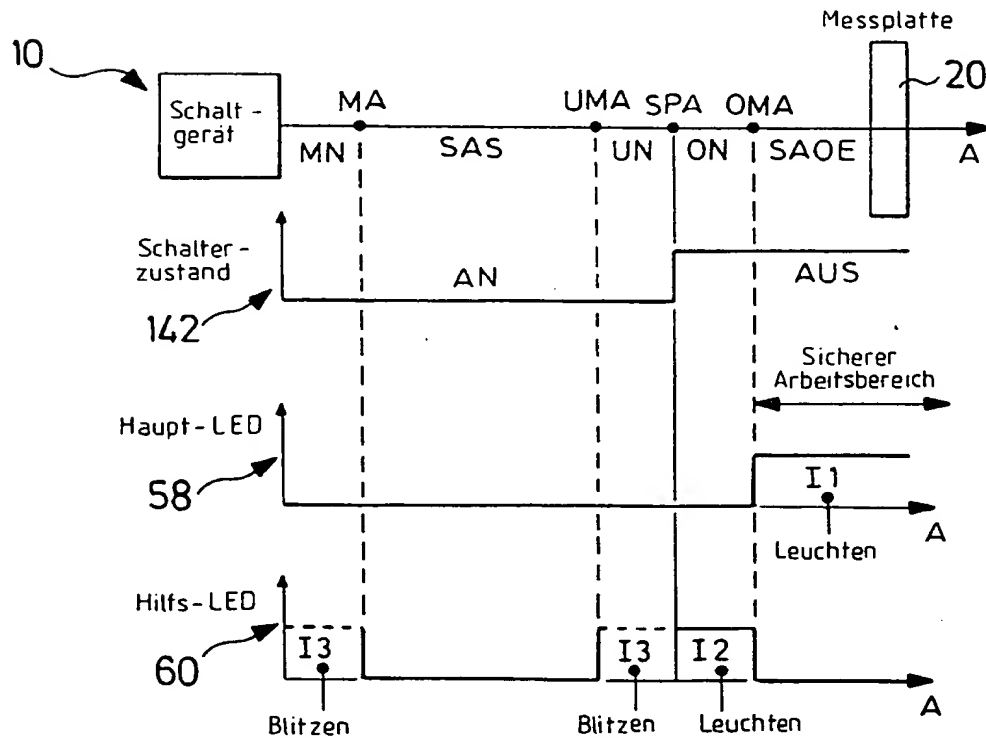 Messplatte
10
20
Schalt-
gerät
MA
UMA
SPA
OMA
MN
SAS
UN
ON
SAOE
A
Schalter-
zustand
AN
AUS
142
Sicherer
Arbeitsbereich
Haupt-LED
58
I1
A
Leuchten
Hilfs-LED
60
I3
I3
I2
A
Blitzen
Blitzen
Leuchten